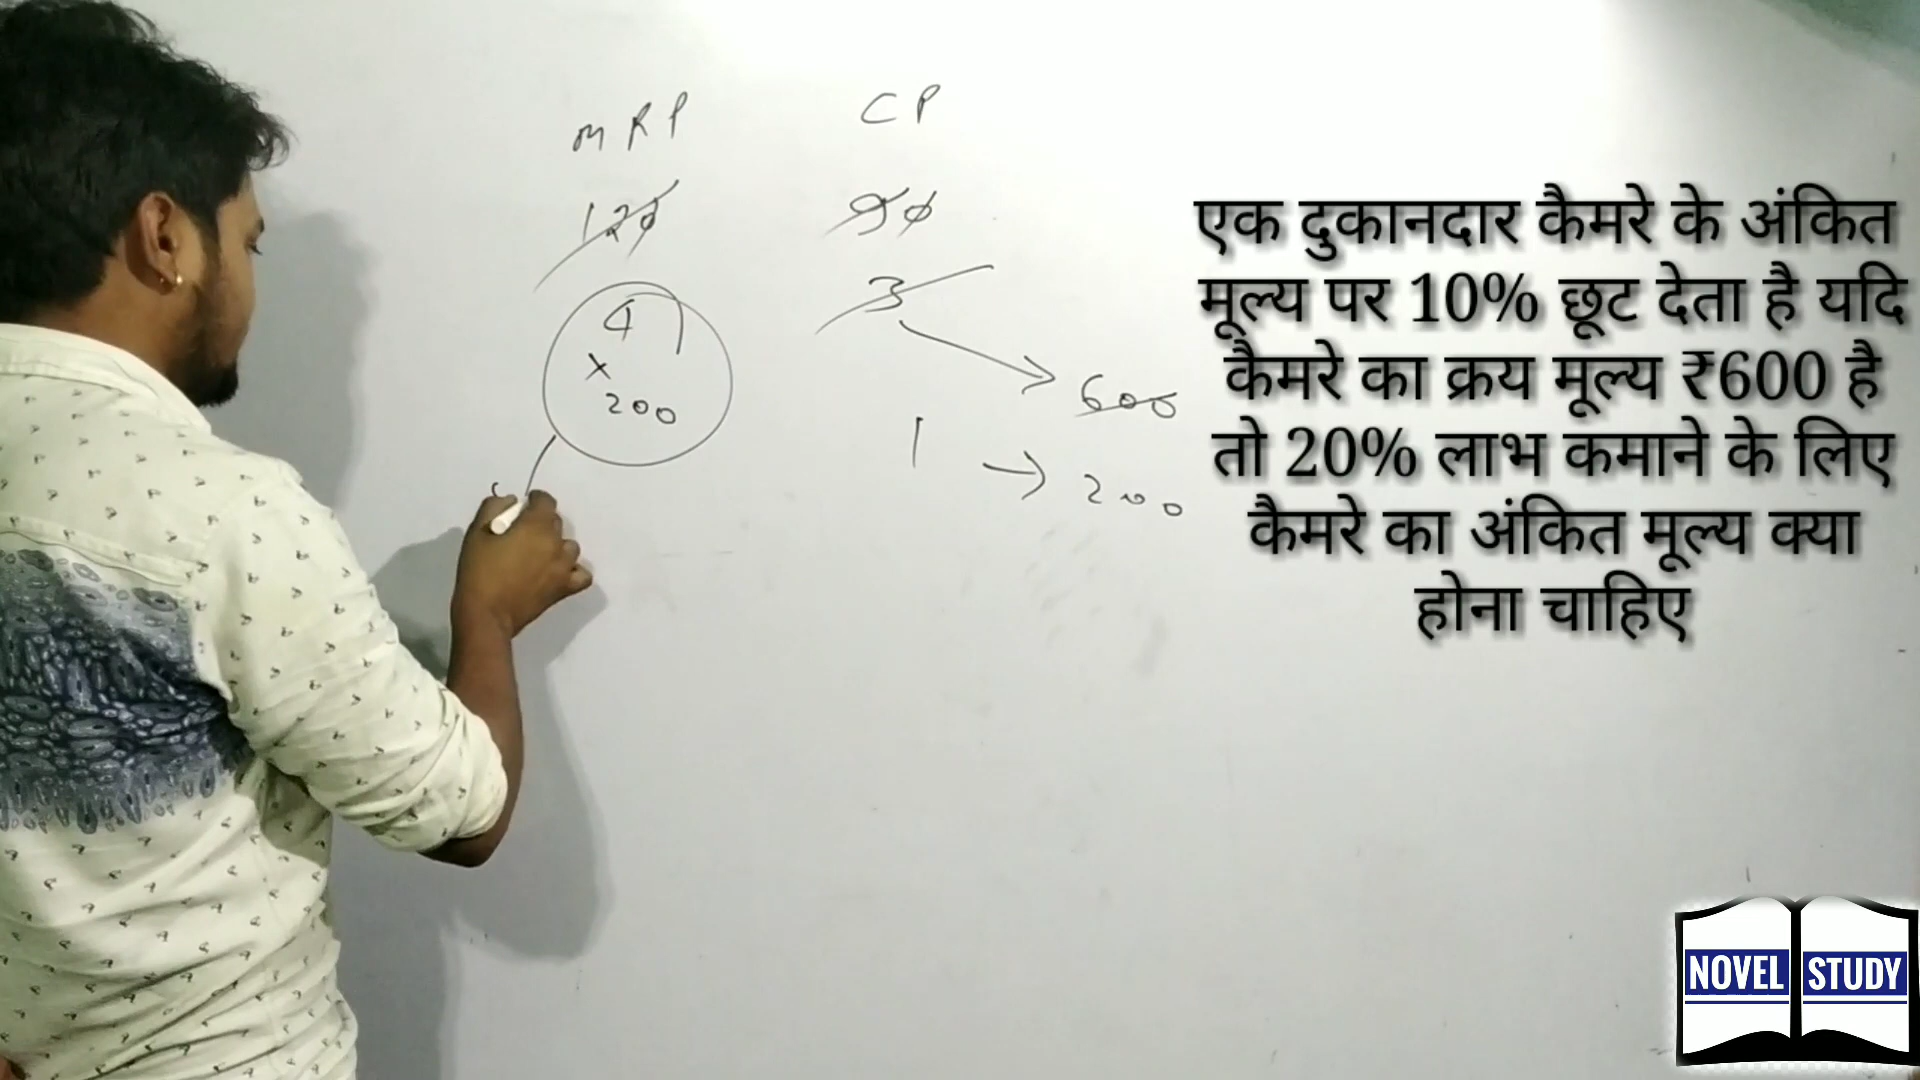 MRP CP
120 90
4 3
×
200
600
1 → 200
एक दुकानदार कैमरे के अंकित
मूल्य पर 10% छूट देता है यदि
कैमरे का क्रय मूल्य ₹600 है
तो 20% लाभ कमाने के लिए
कैमरे का अंकित मूल्य क्या
होना चाहिए
NOVEL STUDY